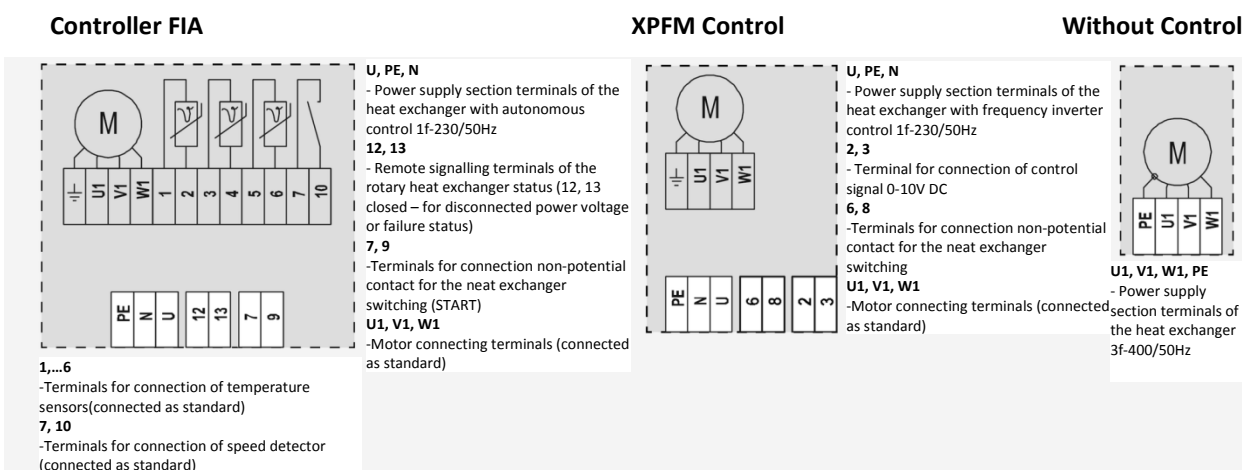 Controller FIA
M
ϑ ϑ ϑ
⏚ U1 V1 W1 1 2 3 4 5 6 7 10
PE N U 12 13 7 9
1,...6
-Terminals for connection of temperature
sensors(connected as standard)
7, 10
-Terminals for connection of speed detector
(connected as standard)
U, PE, N
- Power supply section terminals of the
heat exchanger with autonomous
control 1f-230/50Hz
12, 13
- Remote signalling terminals of the
rotary heat exchanger status (12, 13
closed – for disconnected power voltage
or failure status)
7, 9
-Terminals for connection non-potential
contact for the neat exchanger
switching (START)
U1, V1, W1
-Motor connecting terminals (connected
as standard)
XPFM Control
M
⏚ U1 V1 W1
PE N U 6 8 2 3
U, PE, N
- Power supply section terminals of the
heat exchanger with frequency inverter
control 1f-230/50Hz
2, 3
- Terminal for connection of control
signal 0-10V DC
6, 8
-Terminals for connection non-potential
contact for the neat exchanger
switching
U1, V1, W1
-Motor connecting terminals (connected
as standard)
Without Control
M
PE U1 V1 W1
U1, V1, W1, PE
- Power supply
section terminals of
the heat exchanger
3f-400/50Hz